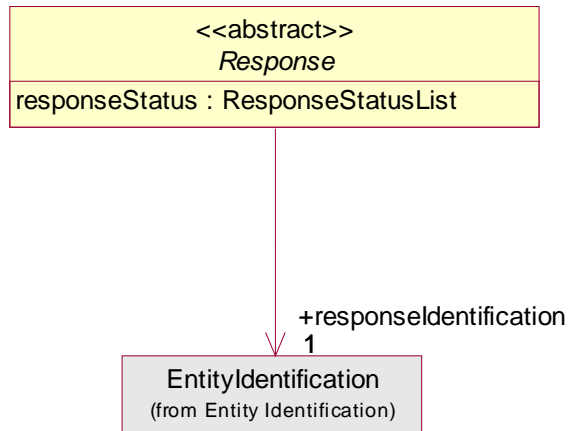 <<abstract>>
Response
responseStatus : ResponseStatusList
+responseIdentification
1
EntityIdentification
(from Entity Identification)